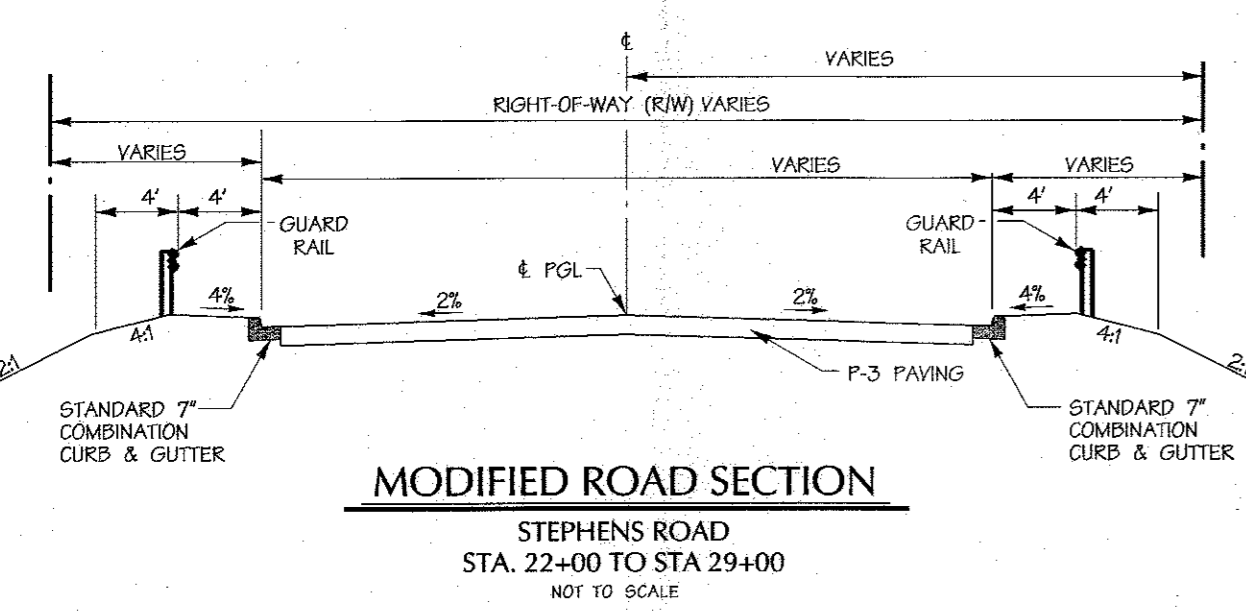 ℄
VARIES
RIGHT-OF-WAY (R/W) VARIES
VARIES
VARIES
VARIES
4'
4'
4'
4'
GUARD
RAIL
GUARD
RAIL
℄ PGL
4%
2%
2%
4%
4:1
4:1
2:1
P-3 PAVING
STANDARD 7"
COMBINATION
CURB & GUTTER
STANDARD 7"
COMBINATION
CURB & GUTTER
MODIFIED ROAD SECTION
STEPHENS ROAD
STA. 22+00 TO STA 29+00
NOT TO SCALE